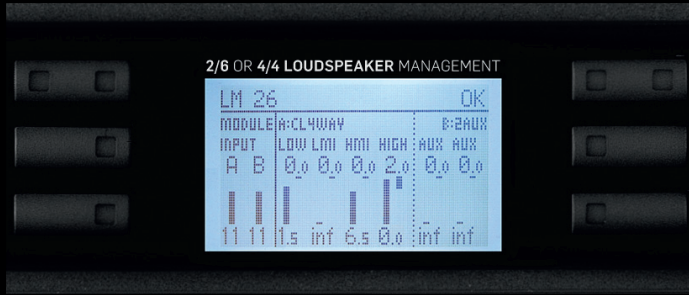 2/6 OR 4/4 LOUDSPEAKER MANAGEMENT
LM 26 OK
MODULE A:CL4WAY B:2AUX
INPUT LOW LMI HMI HIGH AUX AUX
A B 0.0 0.0 0.0 2.0 0.0 0.0
11 11 1.5 inf 6.5 0.0 inf inf